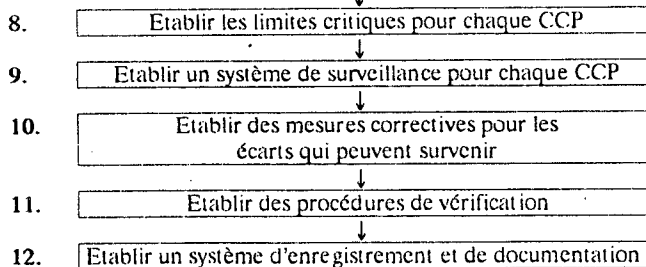 8. Etablir les limites critiques pour chaque CCP
9. Etablir un système de surveillance pour chaque CCP
10. Etablir des mesures correctives pour les
écarts qui peuvent survenir
11. Etablir des procédures de vérification
12. Etablir un système d'enregistrement et de documentation